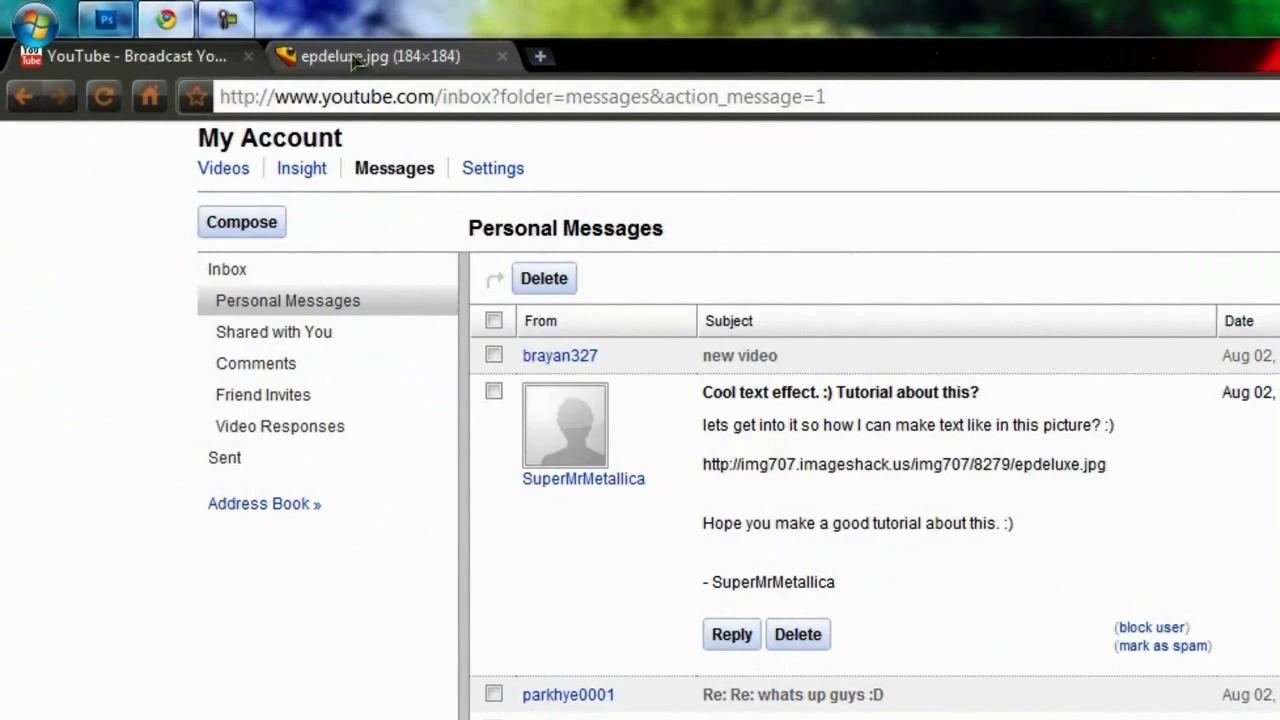 Ps
You
Tube
YouTube - Broadcast Yo...
epdeluxe.jpg (184×184)
http://www.youtube.com/inbox?folder=messages&action_message=1
My Account
Videos
Insight
Messages
Settings
Compose
Personal Messages
Inbox
Delete
Personal Messages
From
Subject
Date
Shared with You
brayan327
new video
Aug 02,
Comments
Cool text effect. :) Tutorial about this?
Aug 02,
Friend Invites
lets get into it so how I can make text like in this picture? :)
Video Responses
Sent
http://img707.imageshack.us/img707/8279/epdeluxe.jpg
SuperMrMetallica
Address Book »
Hope you make a good tutorial about this. :)
- SuperMrMetallica
Reply
Delete
(block user)
(mark as spam)
parkhye0001
Re: Re: whats up guys :D
Aug 02,